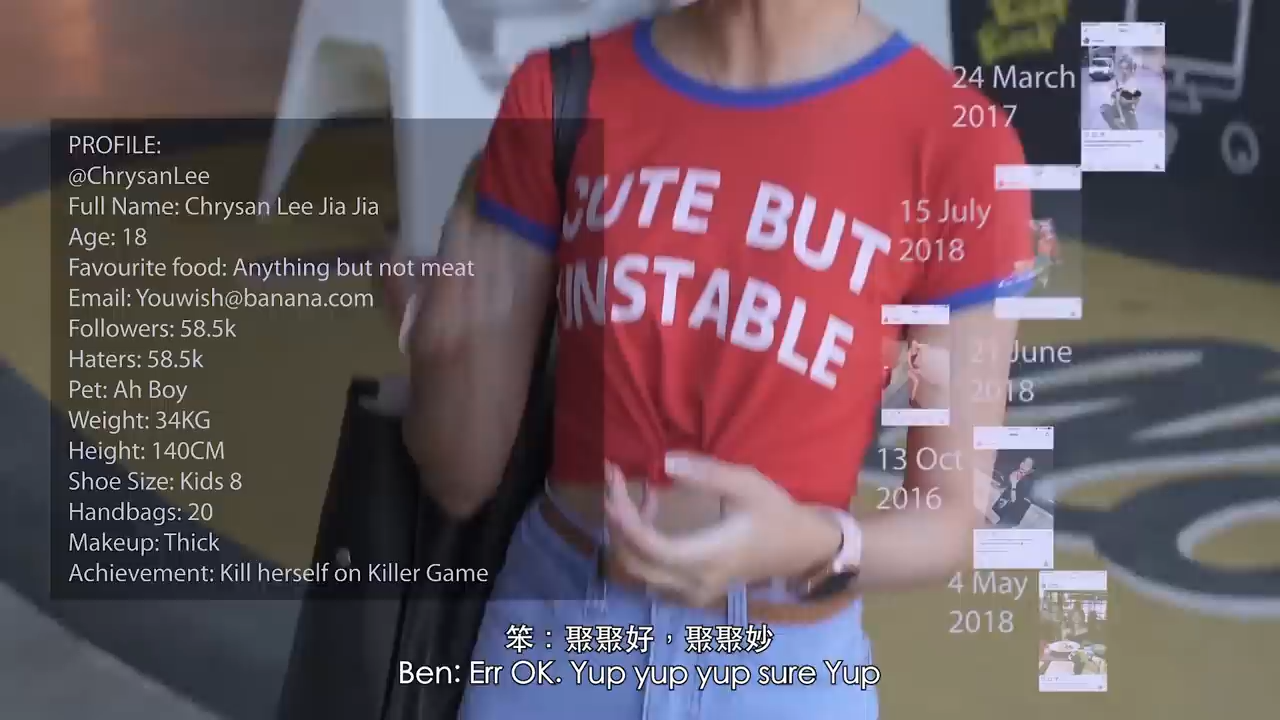 PROFILE:
@ChrysanLee
Full Name: Chrysan Lee Jia Jia
Age: 18
Favourite food: Anything but not meat
Email: Youwish@banana.com
Followers: 58.5k
Haters: 58.5k
Pet: Ah Boy
Weight: 34KG
Height: 140CM
Shoe Size: Kids 8
Handbags: 20
Makeup: Thick
Achievement: Kill herself on Killer Game
CUTE BUT
UNSTABLE
24 March
2017
15 July
2018
21 June
2018
13 Oct
2016
4 May
2018
笨：聚聚好，聚聚妙
Ben: Err OK. Yup yup yup sure Yup